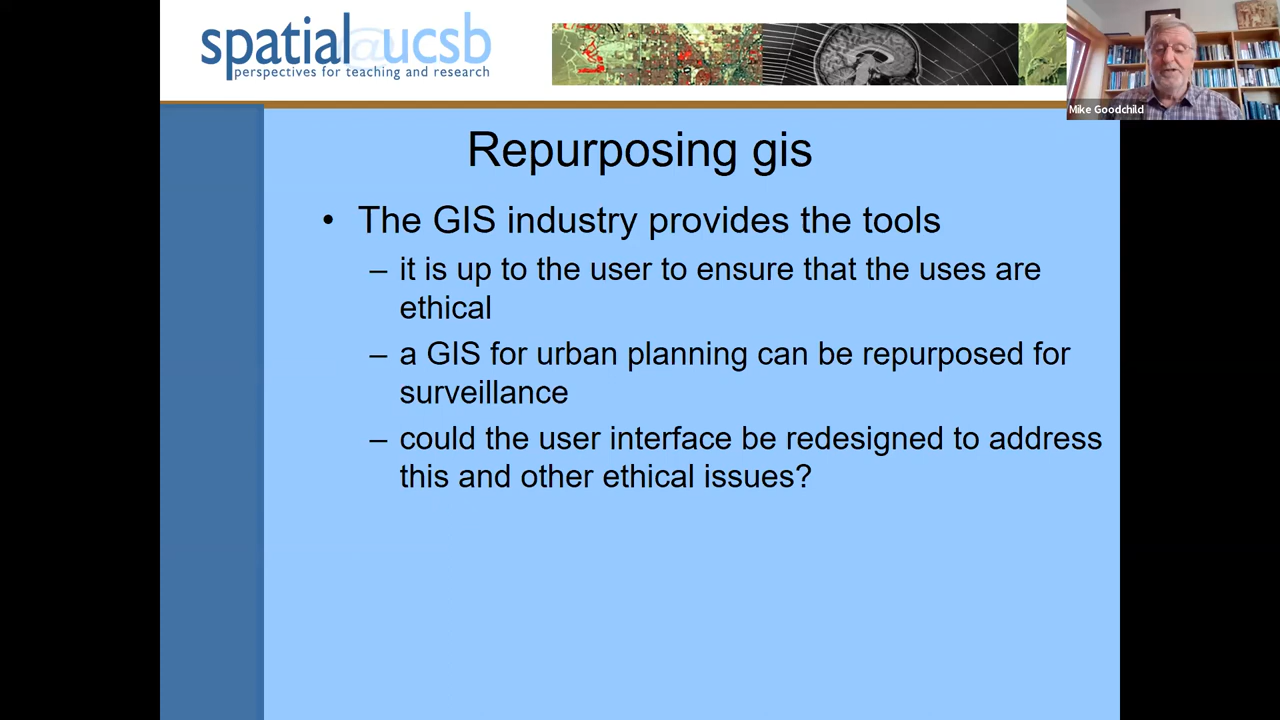 spatial@ucsb
perspectives for teaching and research
Mike Goodchild
Repurposing gis
• The GIS industry provides the tools
– it is up to the user to ensure that the uses are
ethical
– a GIS for urban planning can be repurposed for
surveillance
– could the user interface be redesigned to address
this and other ethical issues?